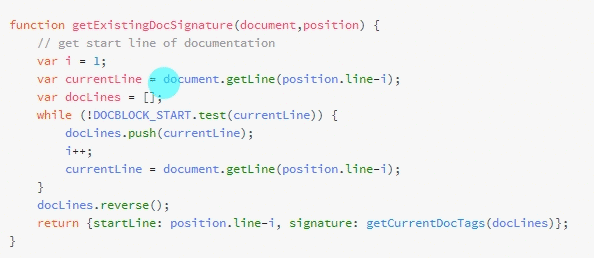 function getExistingDocSignature(document,position) {
    // get start line of documentation
    var i = 1;
    var currentLine = document.getLine(position.line-i);
    var docLines = [];
    while (!DOCBLOCK_START.test(currentLine)) {
        docLines.push(currentLine);
        i++;
        currentLine = document.getLine(position.line-i);
    }
    docLines.reverse();
    return {startLine: position.line-i, signature: getCurrentDocTags(docLines)};
}